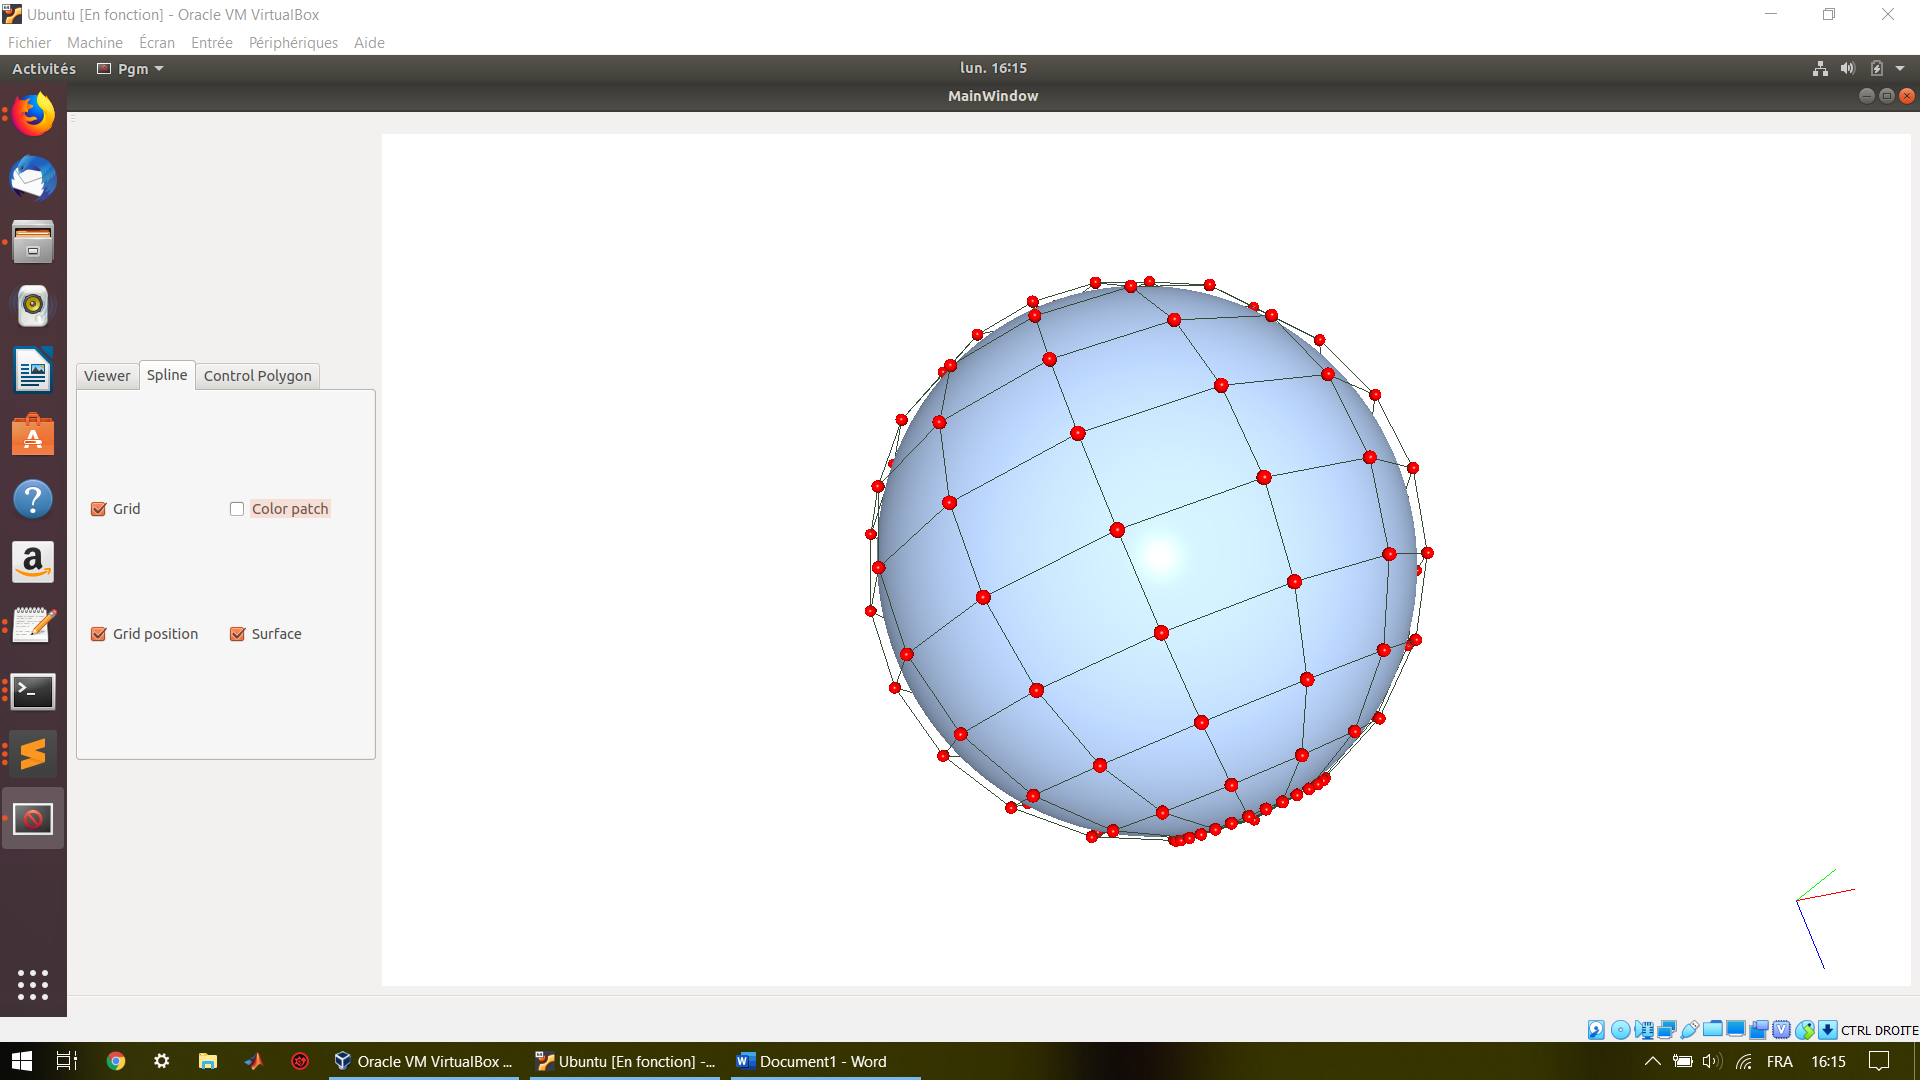 Ubuntu [En fonction] - Oracle VM VirtualBox
Fichier Machine Écran Entrée Périphériques Aide
Activités Pgm lun. 16:15
MainWindow
Viewer Spline Control Polygon
Grid Color patch
Grid position Surface
CTRL DROITE
Oracle VM VirtualBox ... Ubuntu [En fonction] -... Document1 - Word FRA 16:15